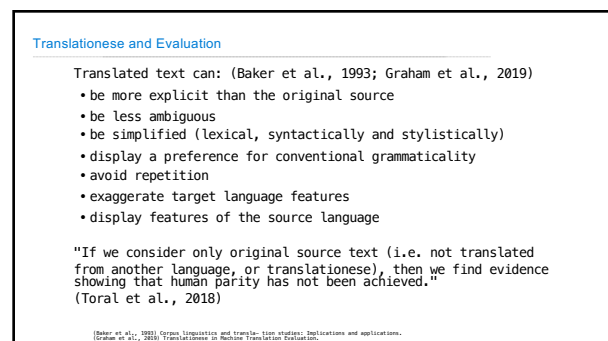 Translationese and Evaluation
Translated text can: (Baker et al., 1993; Graham et al., 2019)
• be more explicit than the original source
• be less ambiguous
• be simplified (lexical, syntactically and stylistically)
• display a preference for conventional grammaticality
• avoid repetition
• exaggerate target language features
• display features of the source language
"If we consider only original source text (i.e. not translated
from another language, or translationese), then we find evidence
showing that human parity has not been achieved."
(Toral et al., 2018)
(Baker et al., 1993) Corpus linguistics and transla- tion studies: Implications and applications.
(Graham et al., 2019) Translationese in Machine Translation Evaluation.